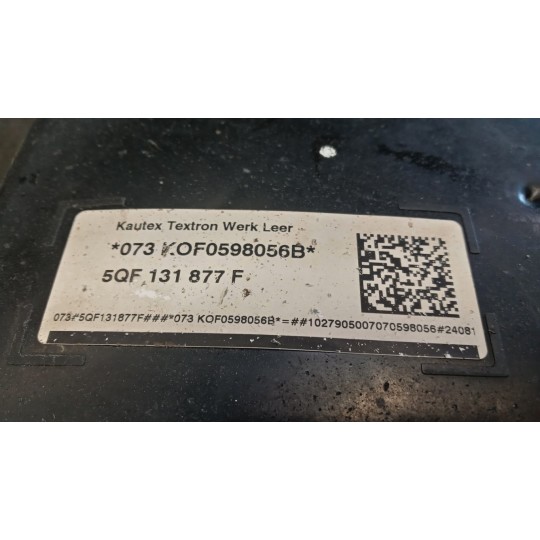 Kautex Textron Werk Leer
*073 KOF0598056B*
5QF 131 877 F
073#5QF131877F###*073 KOF0598056B*=##1027905007070598056#24081